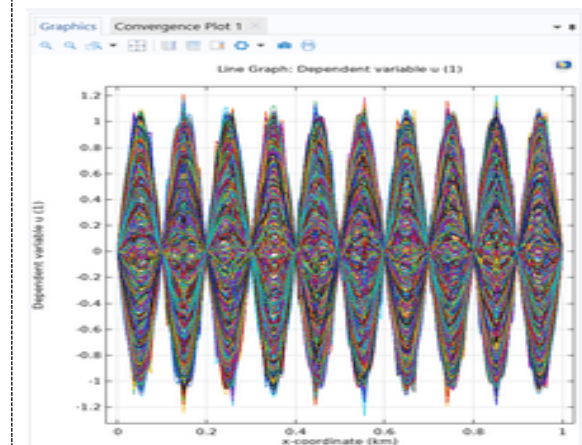 Graphics Convergence Plot 1
Line Graph: Dependent variable u (1)
1.2
1
0.8
0.6
0.4
0.2
0
-0.2
-0.4
-0.6
-0.8
-1
-1.2
Dependent variable u (1)
0 0.2 0.4 0.6 0.8 1
x-coordinate (km)